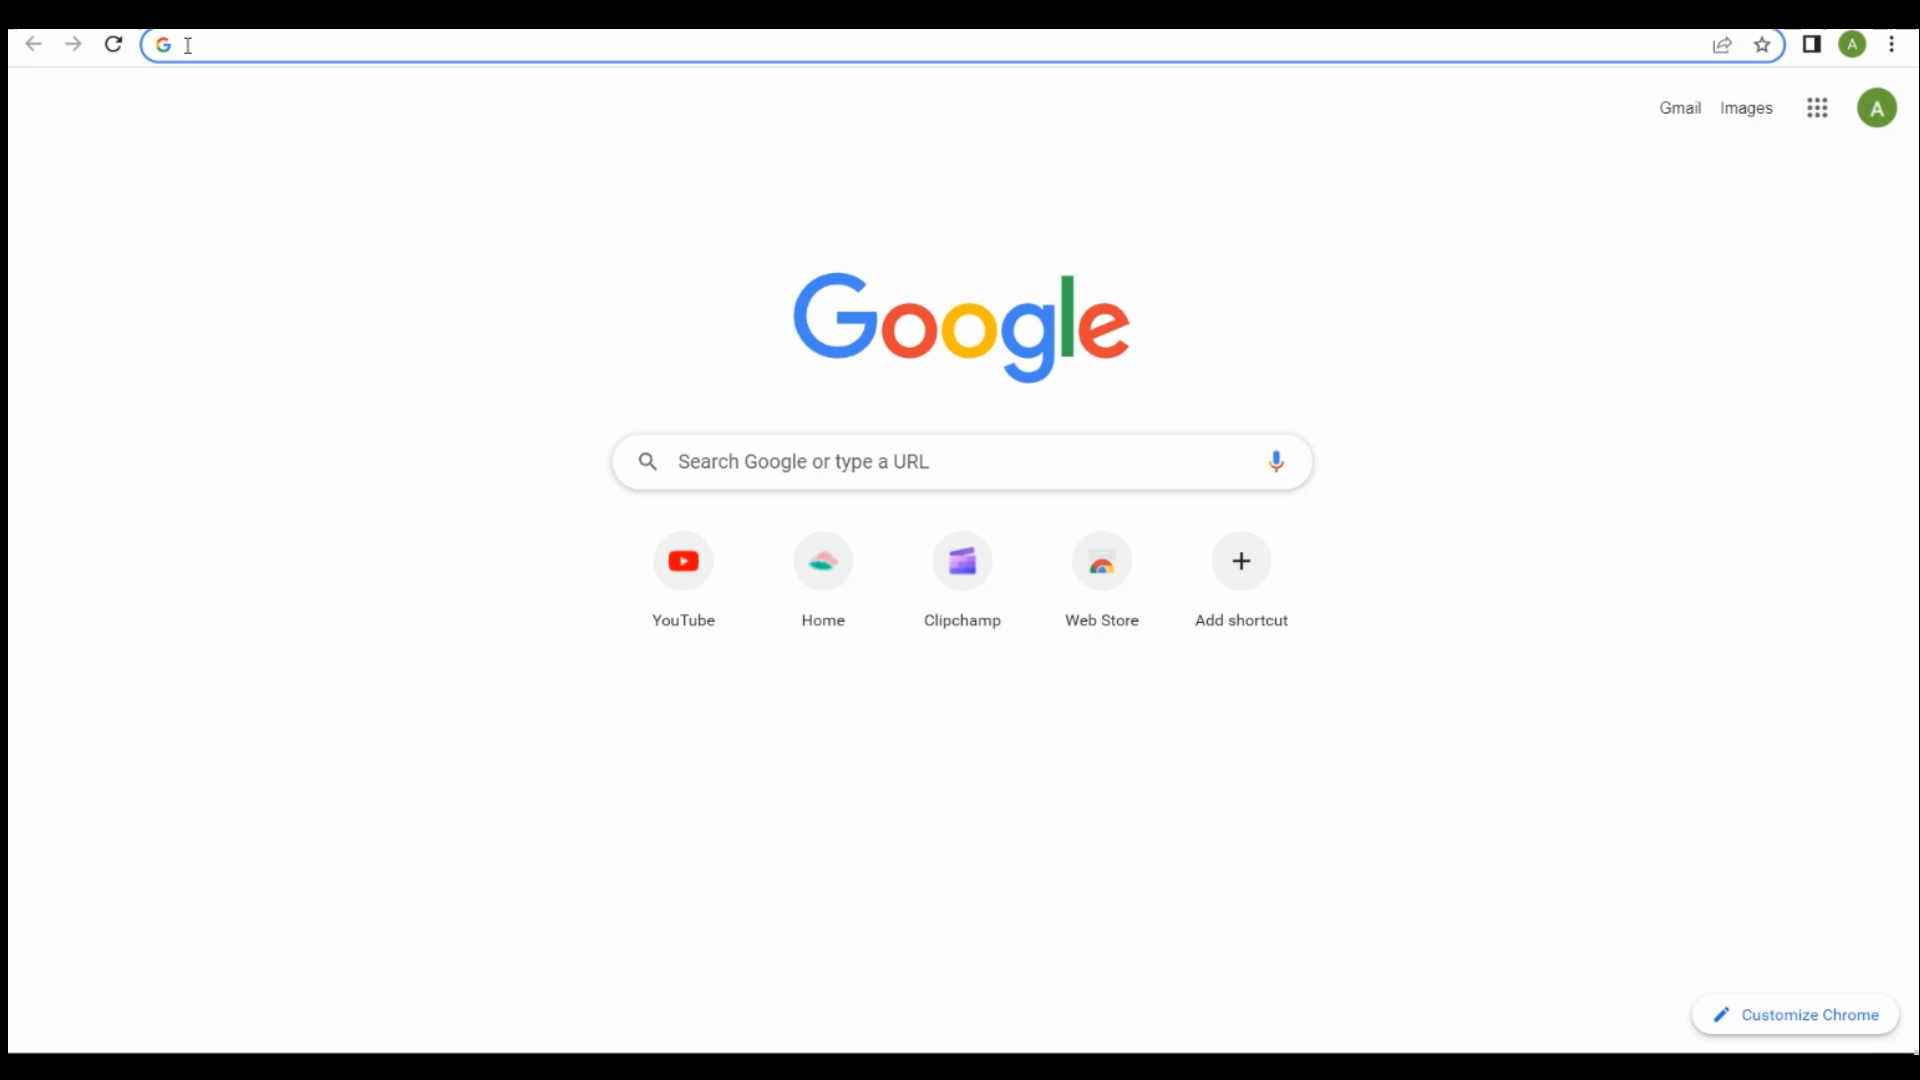 A
Gmail Images
A
Google
Search Google or type a URL
YouTube Home Clipchamp Web Store Add shortcut
Customize Chrome